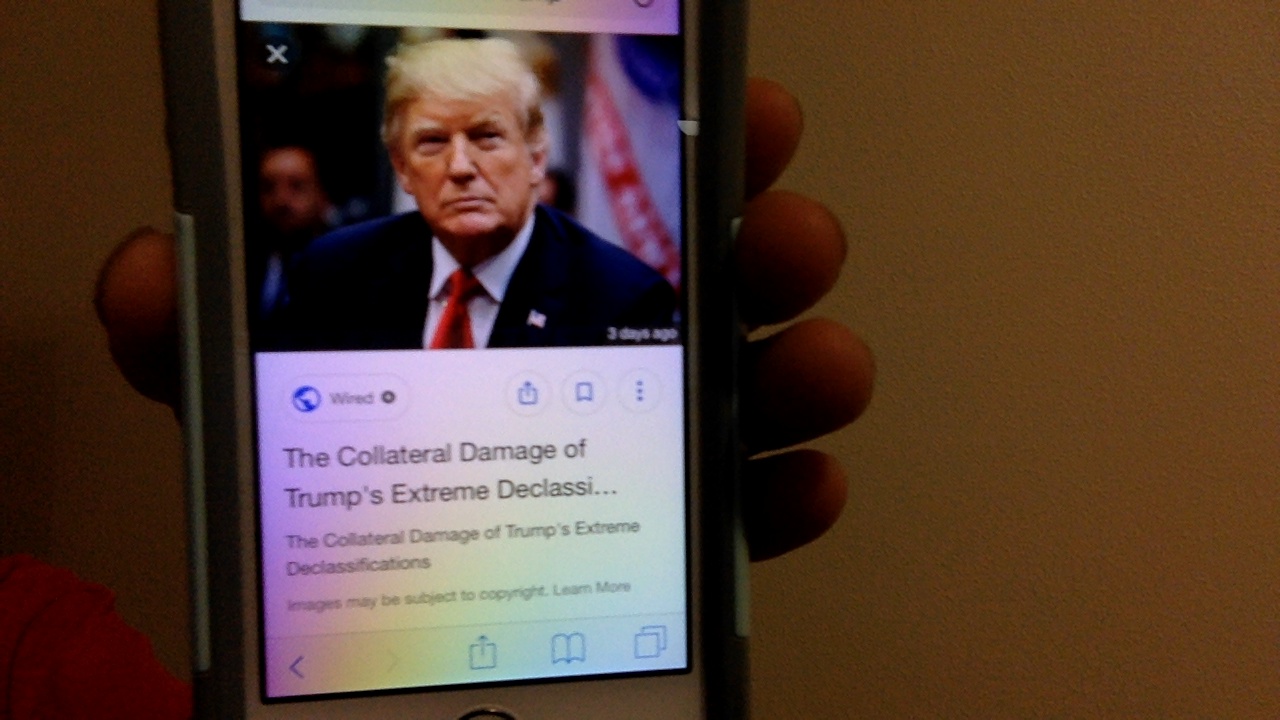 3 days ago
Wired
The Collateral Damage of
Trump's Extreme Declassi...
The Collateral Damage of Trump's Extreme
Declassifications
Images may be subject to copyright. Learn More